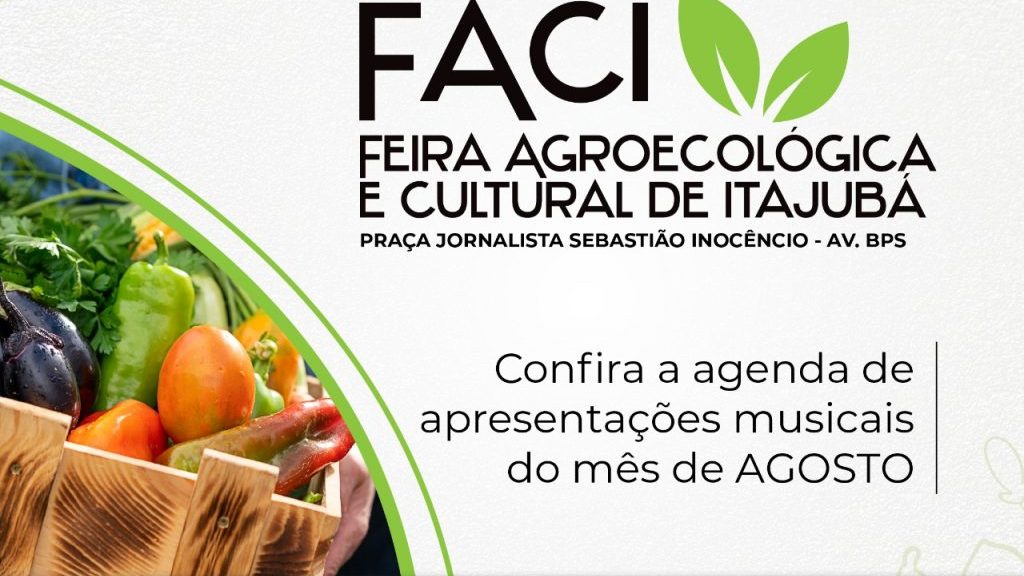 FACI
FEIRA AGROECOLÓGICA
E CULTURAL DE ITAJUBÁ
PRAÇA JORNALISTA SEBASTIÃO INOCÊNCIO - AV. BPS
Confira a agenda de
apresentações musicais
do mês de AGOSTO